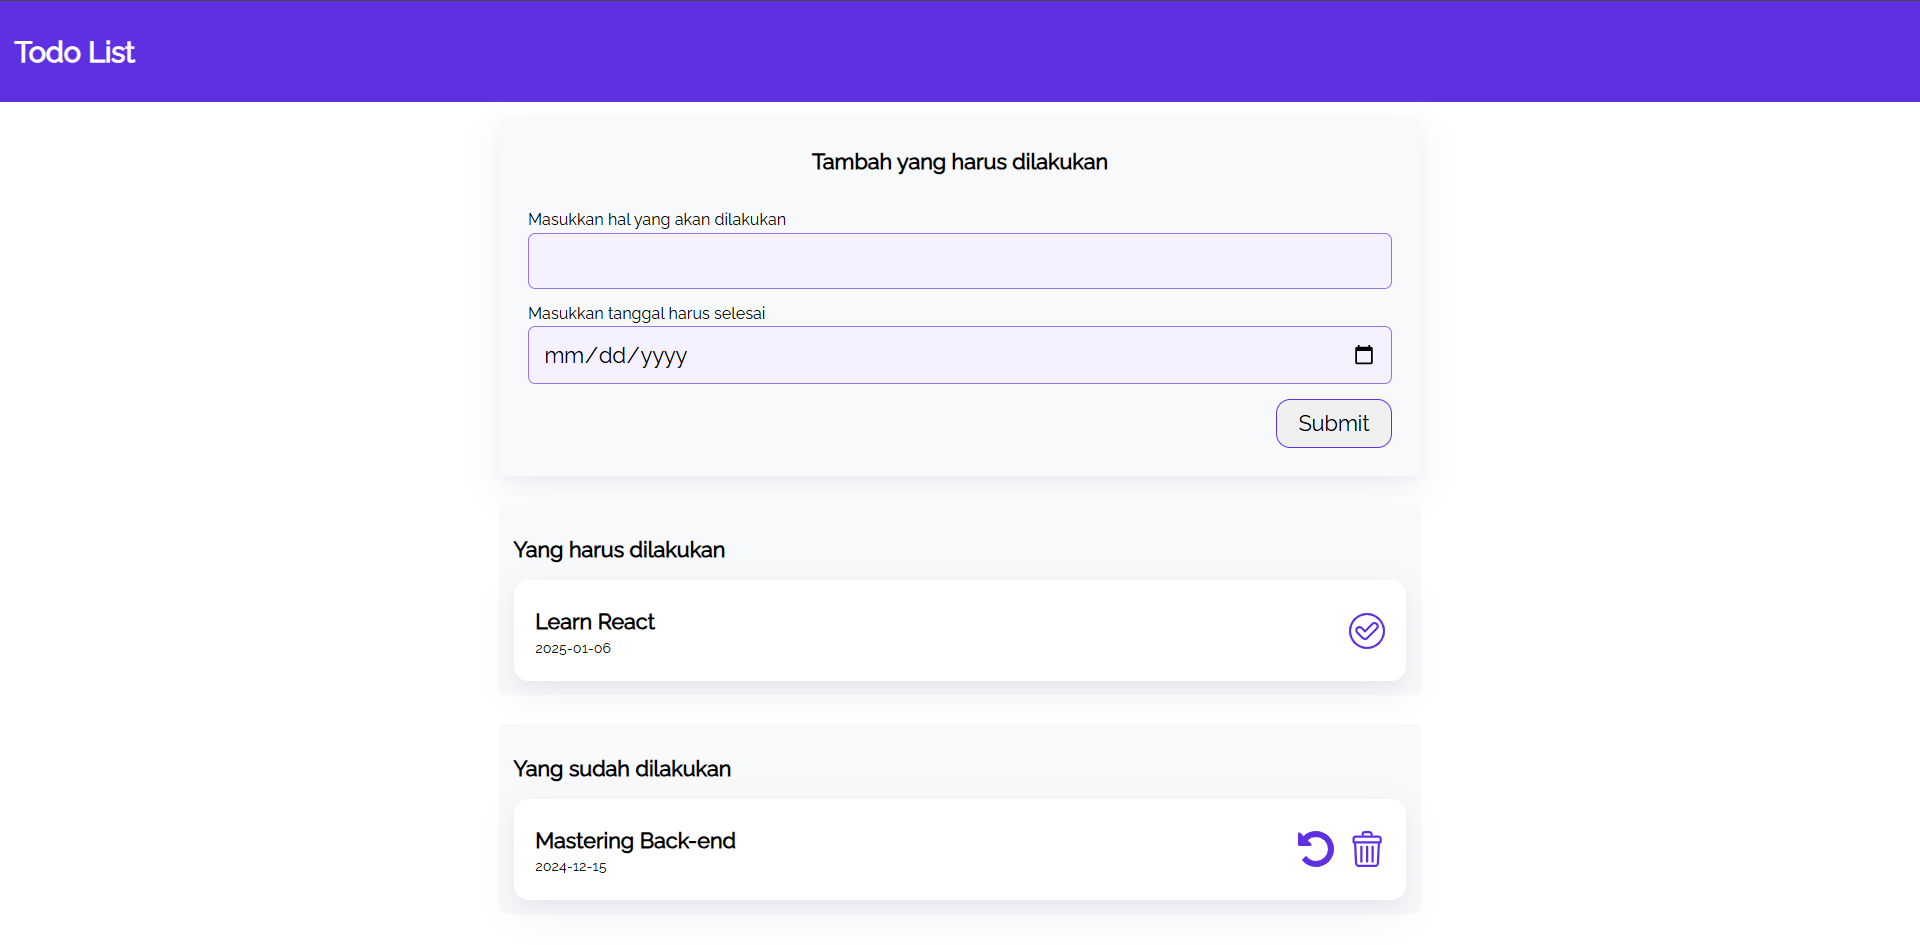 Todo List
Tambah yang harus dilakukan
Masukkan hal yang akan dilakukan
Masukkan tanggal harus selesai
mm/dd/yyyy
Submit
Yang harus dilakukan
Learn React
2025-01-06
Yang sudah dilakukan
Mastering Back-end
2024-12-15